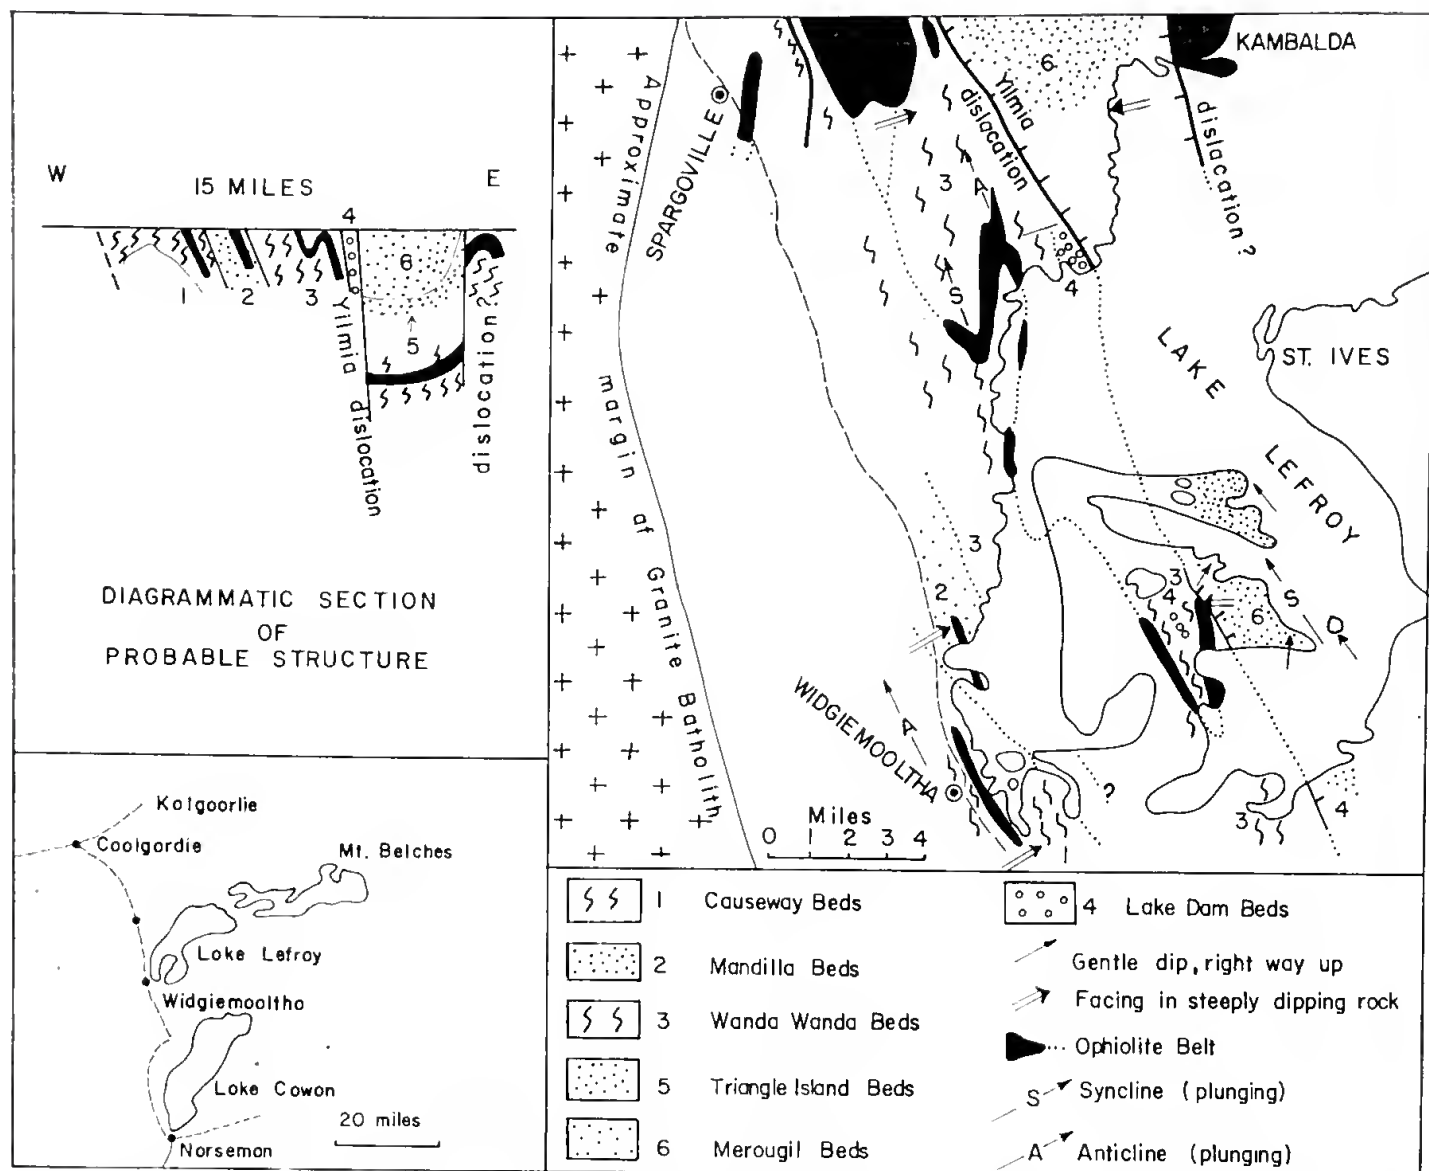 W
15 MILES
E
4
6
1
2
3
5
Yilmia dislocation
dislocation?
DIAGRAMMATIC SECTION
OF
PROBABLE STRUCTURE
Kalgoorlie
Coolgardie
Mt. Belches
Lake Lefroy
Widgiemooltha
Lake Cowan
20 miles
Norseman
Approximate margin of Granite Batholith
SPARGOVILLE
6
KAMBALDA
Yilmia
dislocation
dislocation?
3
A
S
4
LAKE
ST. IVES
LEFROY
3
2
3
4
6
S
A
WIDGIEMOOLTHA
?
3
4
Miles
0 1 2 3 4
1 Causeway Beds
2 Mandilla Beds
3 Wanda Wanda Beds
5 Triangle Island Beds
6 Merougil Beds
4 Lake Dam Beds
Gentle dip, right way up
Facing in steeply dipping rock
Ophiolite Belt
S Syncline (plunging)
A Anticline (plunging)